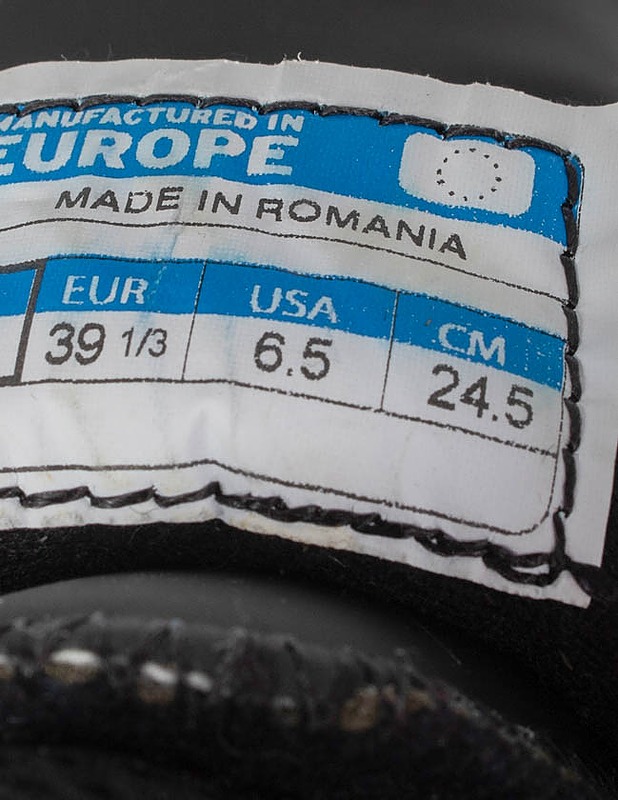 MANUFACTURED IN
EUROPE
MADE IN ROMANIA
EUR USA CM
39 1/3 6.5 24.5